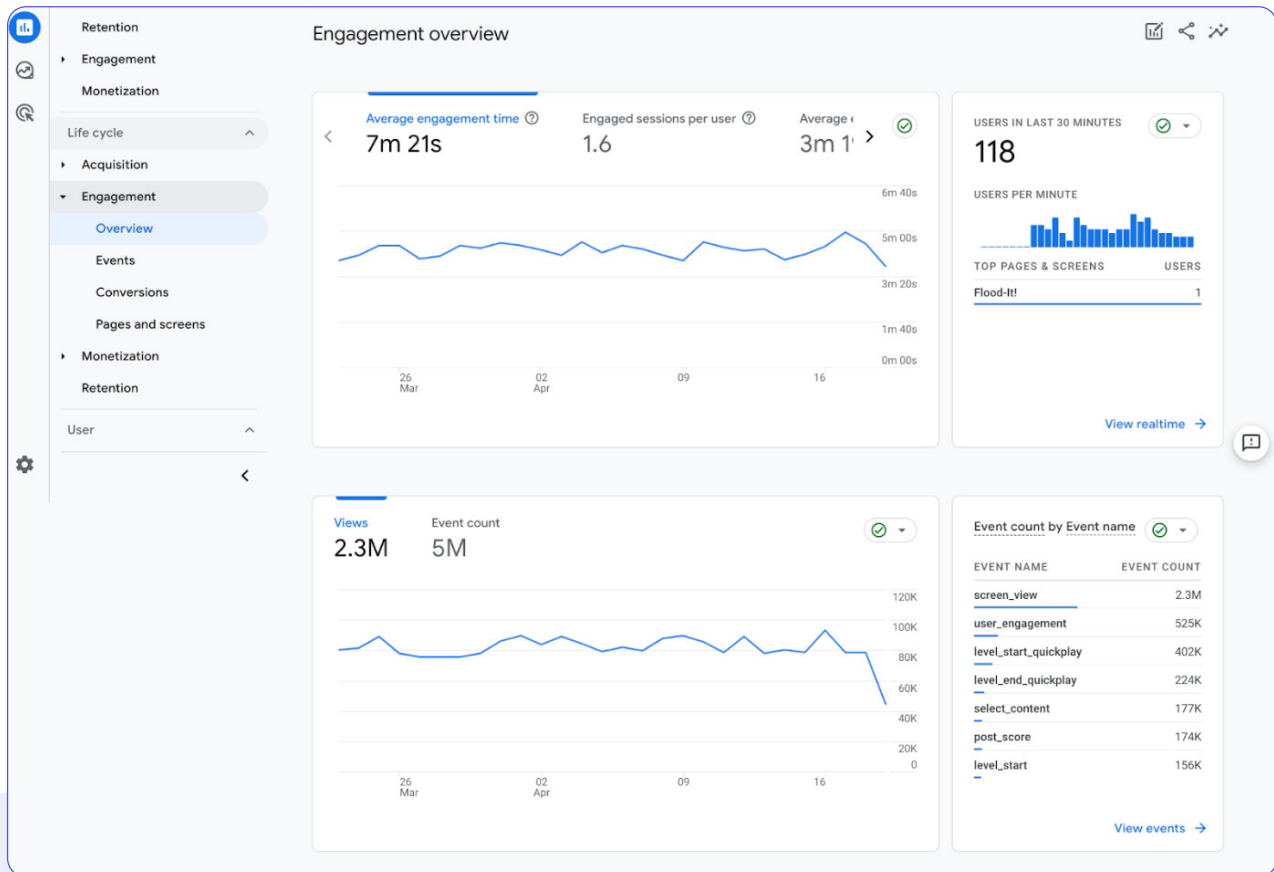 Retention
Engagement
Monetization
Life cycle
Acquisition
Engagement
Overview
Events
Conversions
Pages and screens
Monetization
Retention
User
Engagement overview
Average engagement time
7m 21s
Engaged sessions per user
1.6
Average
3m 1
6m 40s
5m 00s
3m 20s
1m 40s
0m 00s
26
Mar
02
Apr
09
16
USERS IN LAST 30 MINUTES
118
USERS PER MINUTE
TOP PAGES & SCREENS USERS
Flood-It! 1
View realtime
Views
2.3M
Event count
5M
120K
100K
80K
60K
40K
20K
0
26
Mar
02
Apr
09
16
Event count by Event name
EVENT NAME EVENT COUNT
screen_view 2.3M
user_engagement 525K
level_start_quickplay 402K
level_end_quickplay 224K
select_content 177K
post_score 174K
level_start 156K
View events